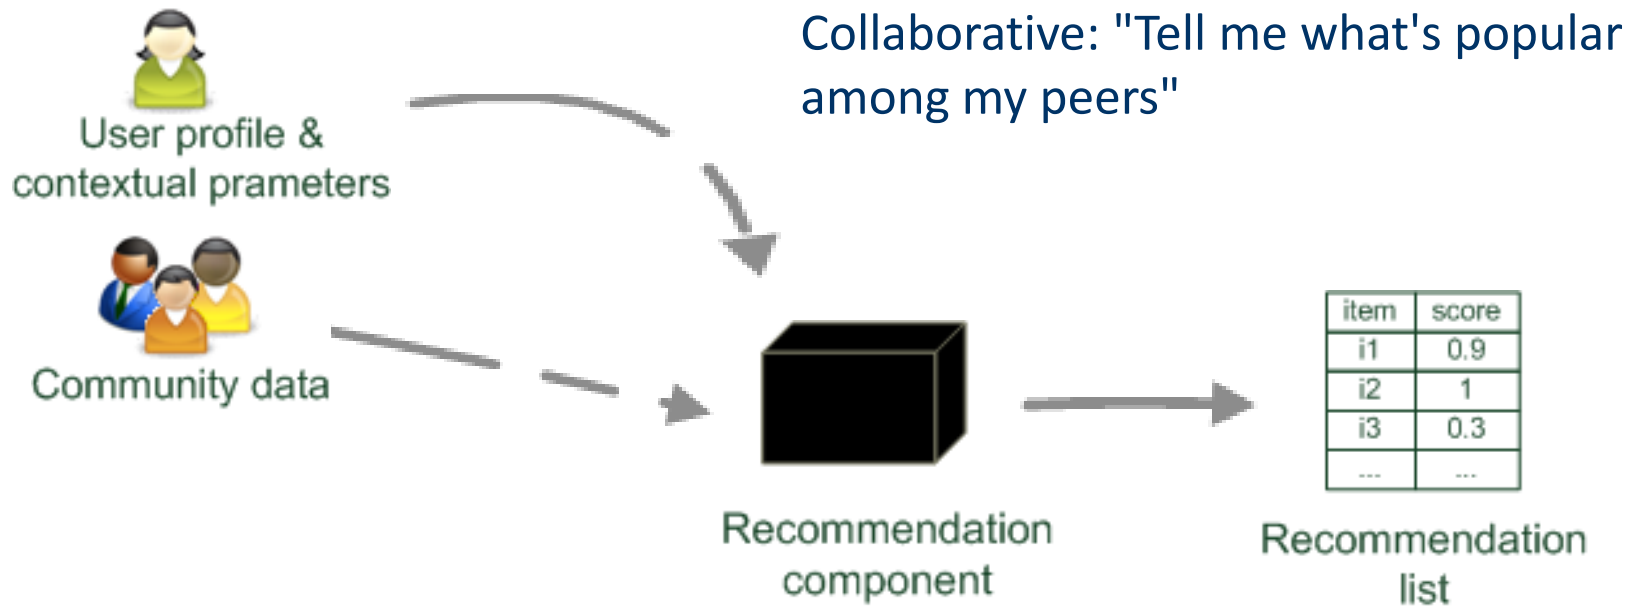 Collaborative: "Tell me what's popular
among my peers"
User profile &
contextual prameters
Community data
item score
i1 0.9
i2 1
i3 0.3
... ...
Recommendation
component
Recommendation
list